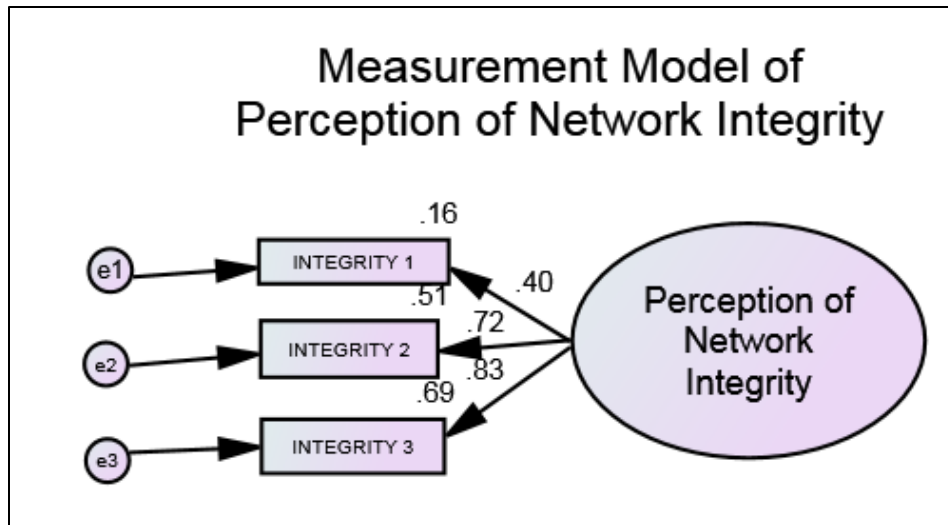 Measurement Model of
Perception of Network Integrity
.16
e1
INTEGRITY 1
.40
.51
.72
e2
INTEGRITY 2
.83
.69
e3
INTEGRITY 3
Perception of
Network
Integrity